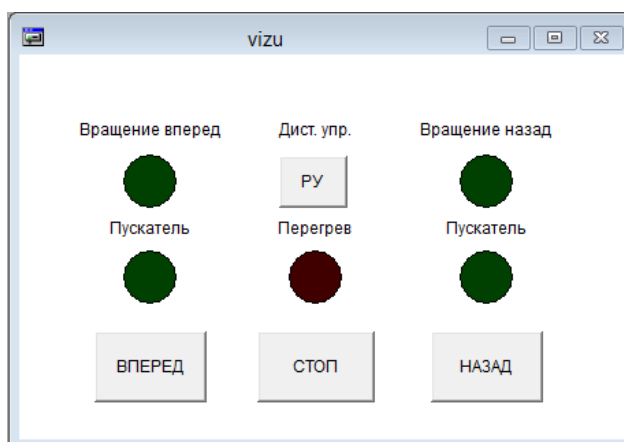 vizu
Вращение вперед
Дист. упр.
Вращение назад
РУ
Пускатель
Перегрев
Пускатель
ВПЕРЕД
СТОП
НАЗАД